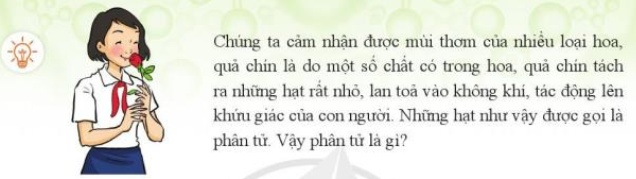 Chúng ta cảm nhận được mùi thơm của nhiều loại hoa,
quả chín là do một số chất có trong hoa, quả chín tách
ra những hạt rất nhỏ, lan toả vào không khí, tác động lên
khứu giác của con người. Những hạt như vậy được gọi là
phân tử. Vậy phân tử là gì?